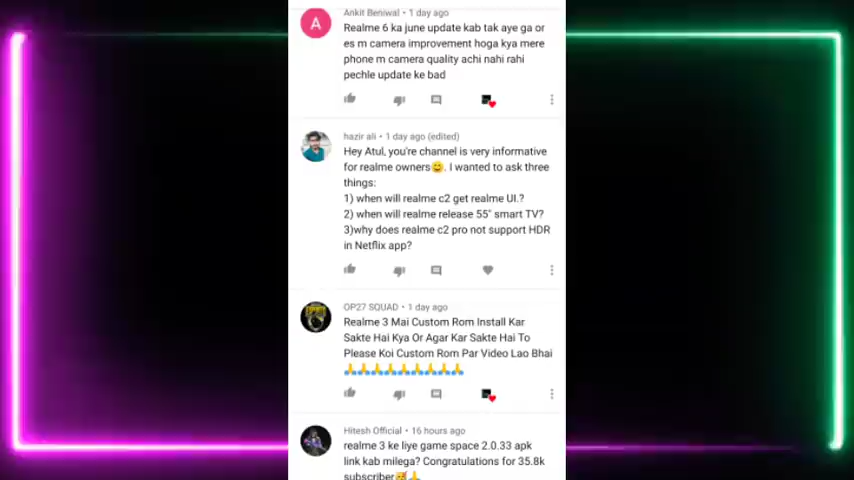 Ankit Beniwal • 1 day ago
A
Realme 6 ka june update kab tak aye ga or
es m camera improvement hoga kya mere
phone m camera quality achi nahi rahi
pechle update ke bad
hazir ali • 1 day ago (edited)
Hey Atul, you're channel is very informative
for realme owners😀. I wanted to ask three
things:
1) when will realme c2 get realme UI.?
2) when will realme release 55" smart TV?
3)why does realme c2 pro not support HDR
in Netflix app?
OP27 SQUAD • 1 day ago
Realme 3 Mai Custom Rom Install Kar
Sakte Hai Kya Or Agar Kar Sakte Hai To
Please Koi Custom Rom Par Video Lao Bhai
🙏🙏🙏🙏🙏🙏🙏🙏🙏
Hitesh Official • 16 hours ago
realme 3 ke liye game space 2.0.33 apk
link kab milega? Congratulations for 35.8k
subscriber🥳🙏